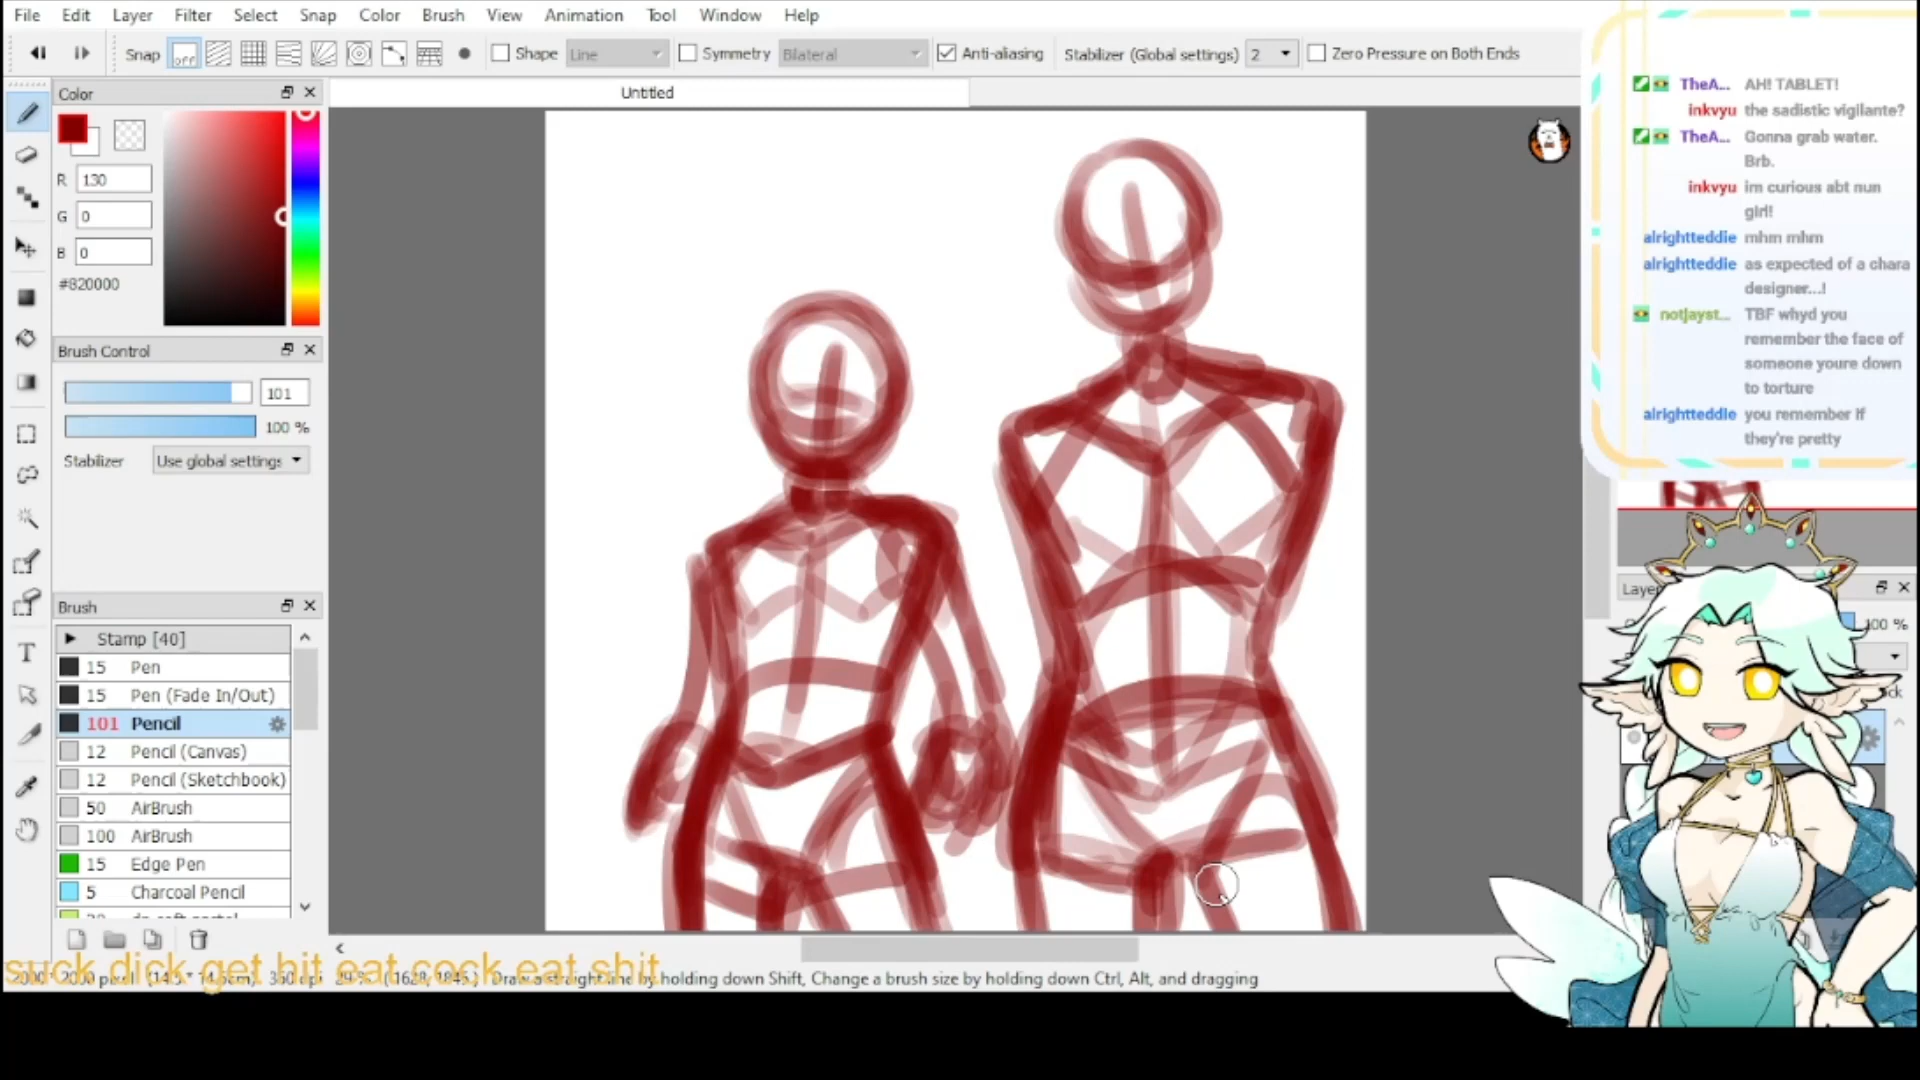 File Edit Layer Filter Select Snap Color Brush View Animation Tool Window Help
Snap off Shape Line Symmetry Bilateral Anti-aliasing Stabilizer (Global settings) 2 Zero Pressure on Both Ends
Color
Untitled
R 130
G 0
B 0
#820000
Brush Control
101
100 %
Stabilizer Use global settings
Brush
Stamp [40]
15 Pen
15 Pen (Fade In/Out)
101 Pencil
12 Pencil (Canvas)
12 Pencil (Sketchbook)
50 AirBrush
100 AirBrush
15 Edge Pen
5 Charcoal Pencil
T
suck dick get hit eat cock eat shit
by holding down Shift, Change a brush size by holding down Ctrl, Alt, and dragging
TheA... AH! TABLET!
inkvyu the sadistic vigilante?
TheA... Gonna grab water.
Brb.
inkvyu im curious abt nun
girl!
alrightteddie mhm mhm
alrightteddie as expected of a chara
designer...!
notjayst... TBF whyd you
remember the face of
someone youre down
to torture
alrightteddie you remember if
they're pretty
Laye
100 %